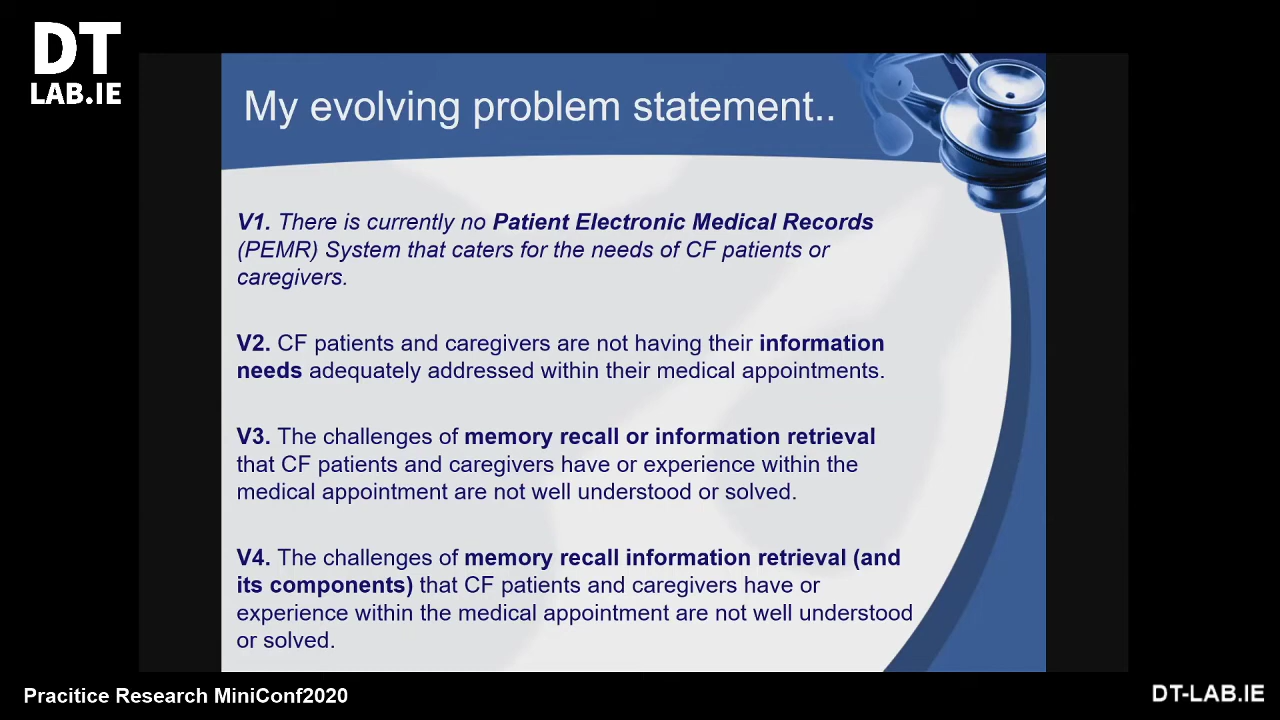 DT
LAB.IE
My evolving problem statement..
V1. There is currently no Patient Electronic Medical Records
(PEMR) System that caters for the needs of CF patients or
caregivers.
V2. CF patients and caregivers are not having their information
needs adequately addressed within their medical appointments.
V3. The challenges of memory recall or information retrieval
that CF patients and caregivers have or experience within the
medical appointment are not well understood or solved.
V4. The challenges of memory recall information retrieval (and
its components) that CF patients and caregivers have or
experience within the medical appointment are not well understood
or solved.
Pracitice Research MiniConf2020
DT-LAB.IE